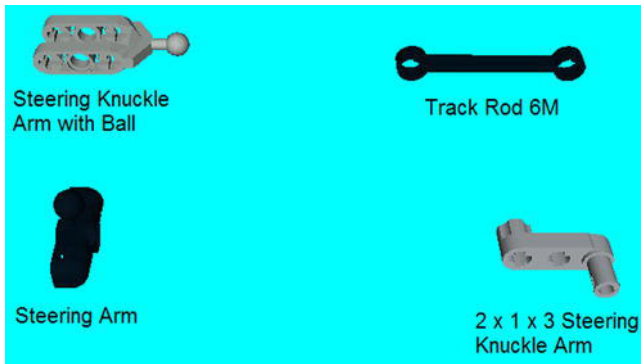 Steering Knuckle
Arm with Ball
Track Rod 6M
Steering Arm
2 x 1 x 3 Steering
Knuckle Arm